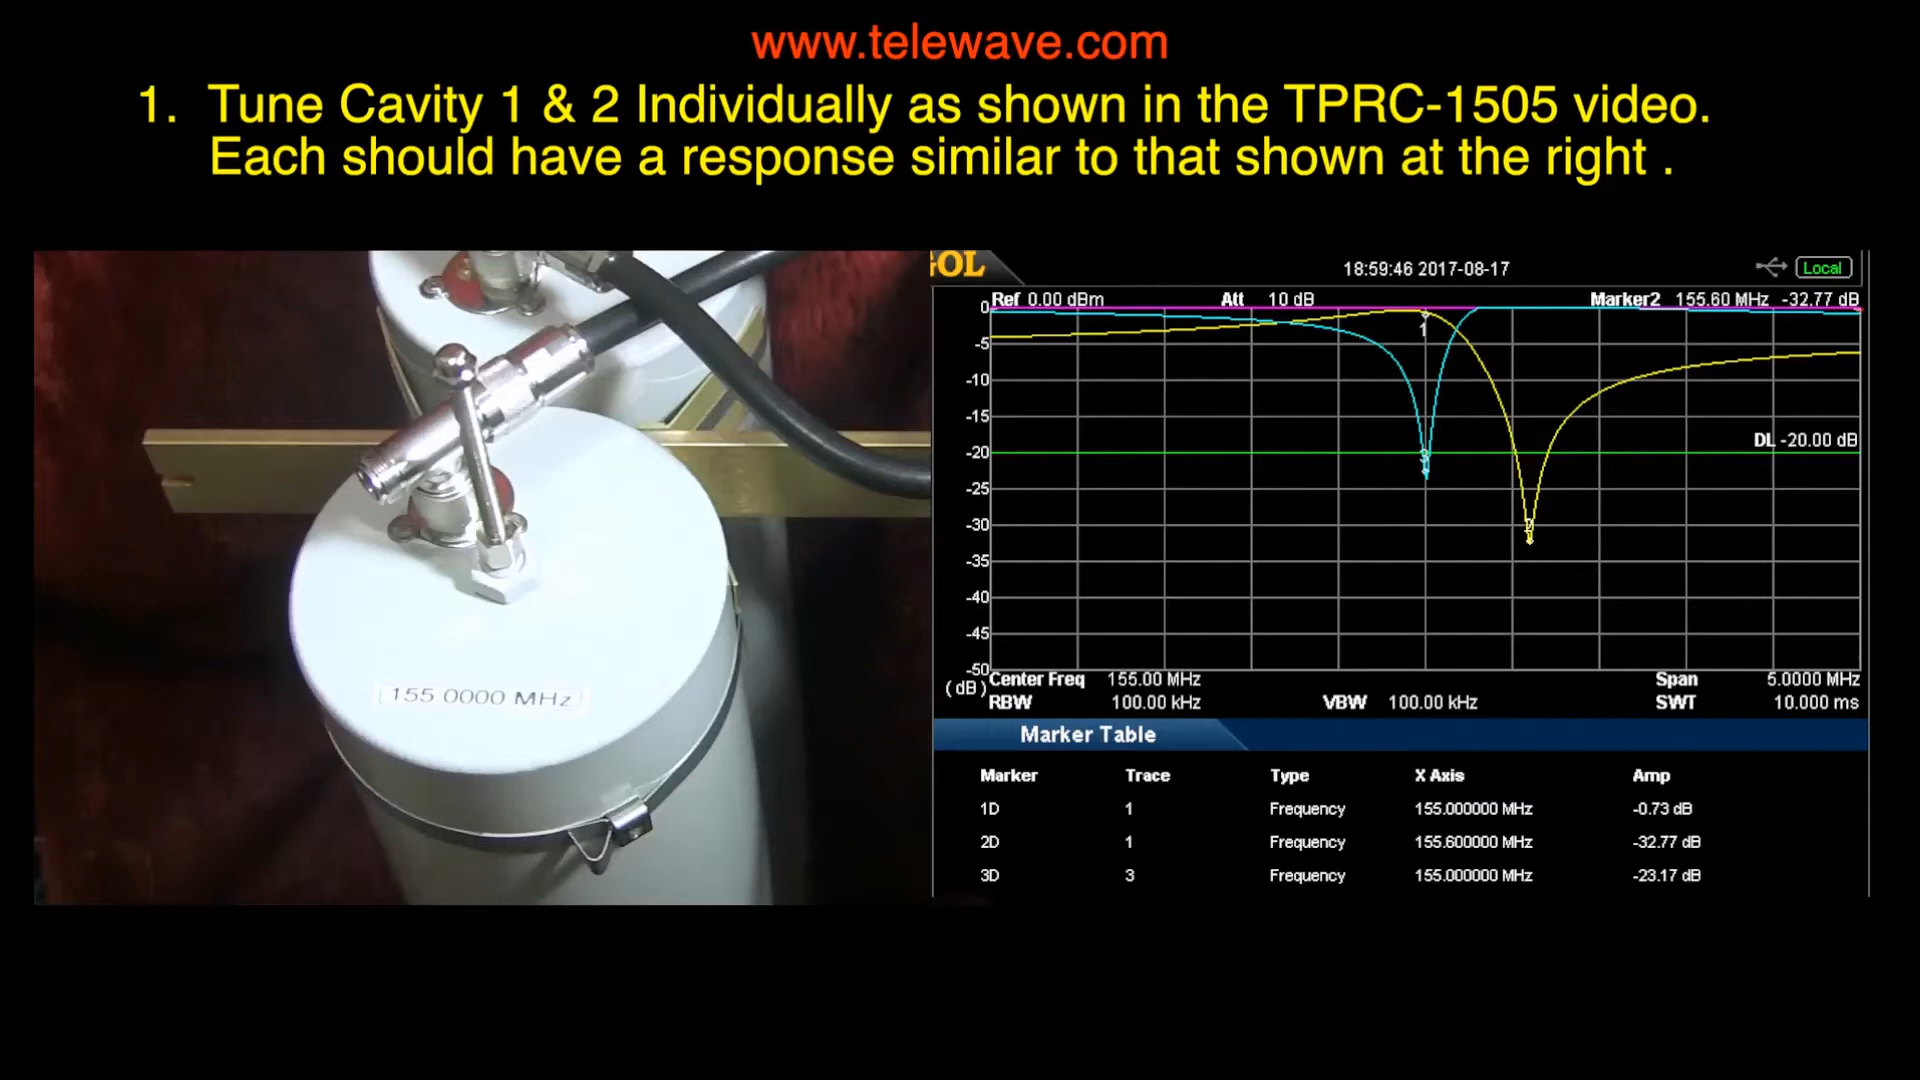 www.telewave.com
1. Tune Cavity 1 & 2 Individually as shown in the TPRC-1505 video.
Each should have a response similar to that shown at the right .
155.0000 MHz
GOL
18:59:46 2017-08-17
Local
Ref 0.00 dBm Att 10 dB Marker2 155.60 MHz -32.77 dB
0
-5
-10
-15
-20
-25
-30
-35
-40
-45
-50
(dB)
1
3
2
DL -20.00 dB
Center Freq 155.00 MHz Span 5.0000 MHz
RBW 100.00 kHz VBW 100.00 kHz SWT 10.000 ms
Marker Table
Marker Trace Type X Axis Amp
1D 1 Frequency 155.000000 MHz -0.73 dB
2D 1 Frequency 155.600000 MHz -32.77 dB
3D 3 Frequency 155.000000 MHz -23.17 dB